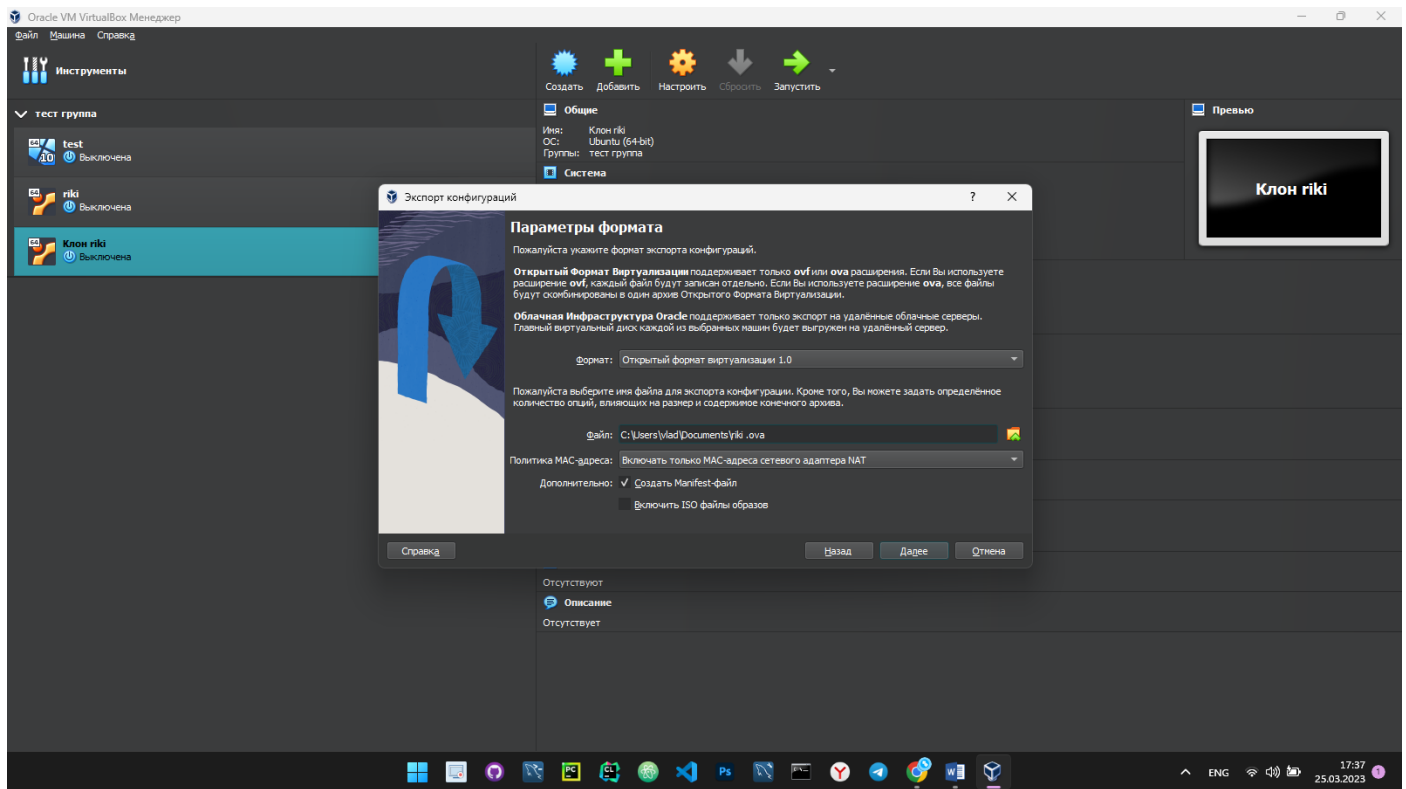 Oracle VM VirtualBox Менеджер
Файл Машина Справка
Инструменты
Создать Добавить Настроить Сбросить Запустить
тест группа
64 10 test
Выключена
64 riki
Выключена
64 Клон riki
Выключена
Общие
Имя: Клон riki
ОС: Ubuntu (64-bit)
Группы: тест группа
Система
Превью
Клон riki
Экспорт конфигураций ?
Параметры формата
Пожалуйста укажите формат экспорта конфигураций.
Открытый Формат Виртуализации поддерживает только ovf или ova расширения. Если Вы используете
расширение ovf, каждый файл будут записан отдельно. Если Вы используете расширение ova, все файлы
будут скомбинированы в один архив Открытого Формата Виртуализации.
Облачная Инфраструктура Oracle поддерживает только экспорт на удалённые облачные серверы.
Главный виртуальный диск каждой из выбранных машин будет выгружен на удалённый сервер.
Формат: Открытый формат виртуализации 1.0
Пожалуйста выберите имя файла для экспорта конфигурации. Кроме того, Вы можете задать определённое
количество опций, влияющих на размер и содержимое конечного архива.
Файл: C:\Users\vlad\Documents\riki .ova
Политика MAC-адреса: Включать только MAC-адреса сетевого адаптера NAT
Дополнительно: Создать Manifest-файл
Включить ISO файлы образов
Справка Назад Далее Отмена
Отсутствуют
Описание
Отсутствует
PC CL Ps Y W
ENG 17:37
25.03.2023 1